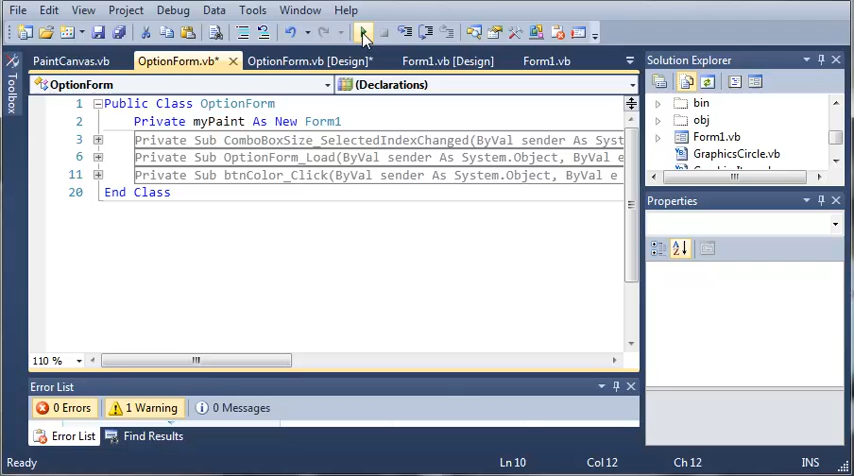 File Edit View Project Debug Data Tools Window Help
PaintCanvas.vb OptionForm.vb* OptionForm.vb [Design]* Form1.vb [Design] Form1.vb
Toolbox
OptionForm (Declarations)
1 Public Class OptionForm
2 Private myPaint As New Form1
3 Private Sub ComboBoxSize_SelectedIndexChanged(ByVal sender As Syst
6 Private Sub OptionForm_Load(ByVal sender As System.Object, ByVal e
11 Private Sub btnColor_Click(ByVal sender As System.Object, ByVal e
20 End Class
110 %
Solution Explorer
bin
obj
Form1.vb
GraphicsCircle.vb
Properties
Error List
0 Errors 1 Warning 0 Messages
Error List Find Results
Ready Ln 10 Col 12 Ch 12 INS